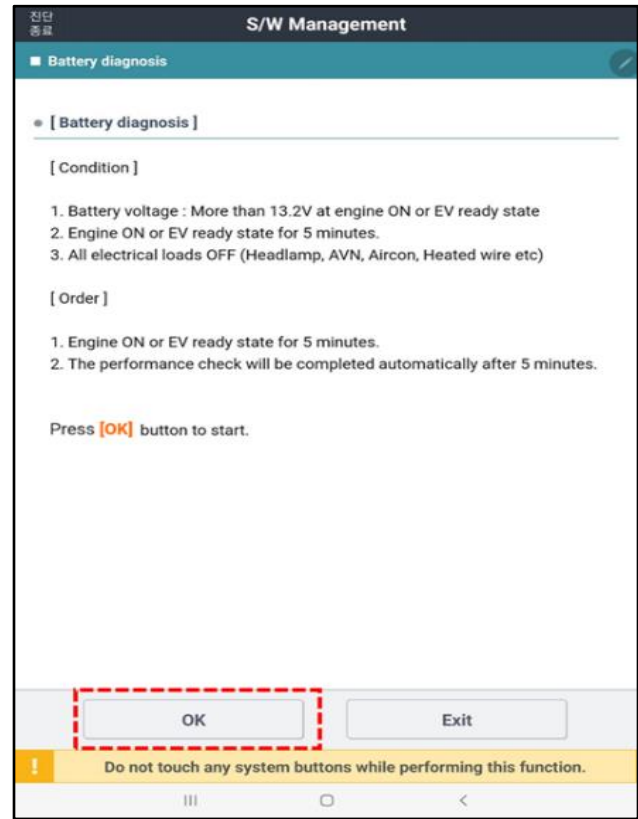 진단
종료
S/W Management
Battery diagnosis
[ Battery diagnosis ]
[ Condition ]
1. Battery voltage : More than 13.2V at engine ON or EV ready state
2. Engine ON or EV ready state for 5 minutes.
3. All electrical loads OFF (Headlamp, AVN, Aircon, Heated wire etc)
[ Order ]
1. Engine ON or EV ready state for 5 minutes.
2. The performance check will be completed automatically after 5 minutes.
Press [OK] button to start.
OK
Exit
! Do not touch any system buttons while performing this function.